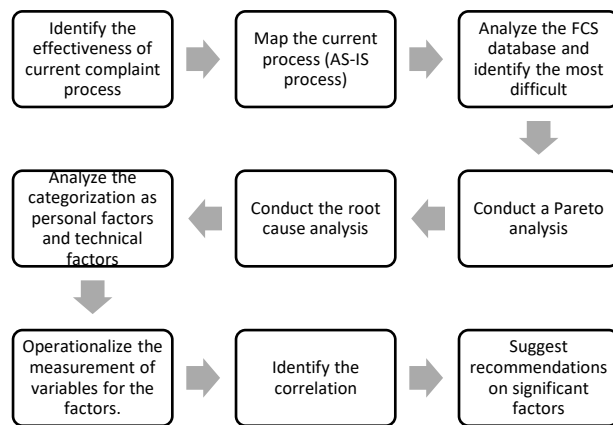 Identify the
effectiveness of
current complaint
process
Map the current
process (AS-IS
process)
Analyze the FCS
database and
identify the most
difficult
Analyze the
categorization as
personal factors
and technical
factors
Conduct the root
cause analysis
Conduct a Pareto
analysis
Operationalize the
measurement of
variables for the
factors.
Identify the
correlation
Suggest
recommendations
on significant
factors